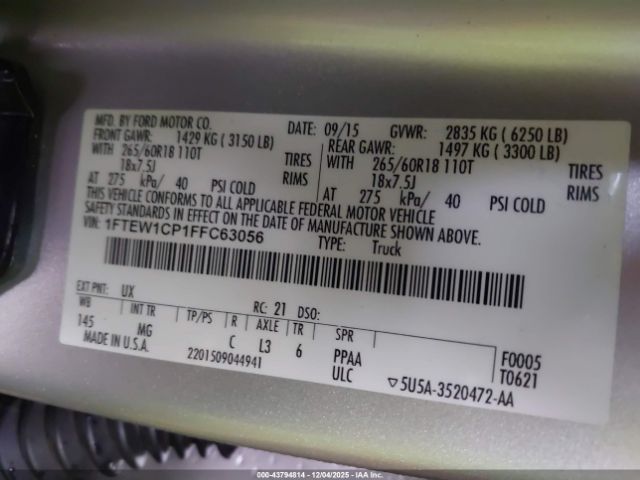 MFD. BY FORD MOTOR CO.
DATE: 09/15 GVWR: 2835 KG ( 6250 LB)
FRONT GAWR: 1429 KG ( 3150 LB) REAR GAWR: 1497 KG ( 3300 LB)
WITH 265/60R18 110T TIRES WITH 265/60R18 110T TIRES
18x7.5J RIMS 18x7.5J RIMS
AT 275 kPa/ 40 PSI COLD AT 275 kPa/ 40 PSI COLD
THIS VEHICLE CONFORMS TO ALL APPLICABLE FEDERAL MOTOR VEHICLE
SAFETY STANDARDS IN EFFECT ON THE DATE OF MANUFACTURE SHOWN ABOVE.
VIN: 1FTEW1CP1FFC63056 TYPE: Truck
EXT PNT: UX RC: 21 DSO:
WB INT TR TP/PS R AXLE TR SPR
145 MG C L3 6 PPAA F0005
MADE IN U.S.A. 2201509044941 ULC T0621
▽5U5A-3520472-AA
00-43794814 | 12/04/2025 | © IAA Holdings, LLC